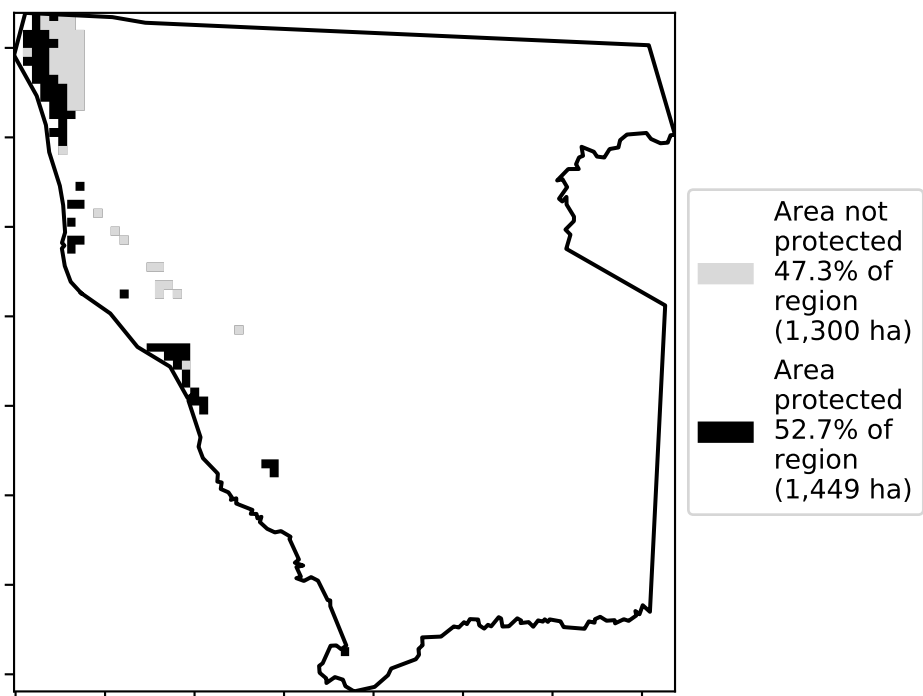 Area not
protected
47.3% of
region
(1,300 ha)
Area
protected
52.7% of
region
(1,449 ha)